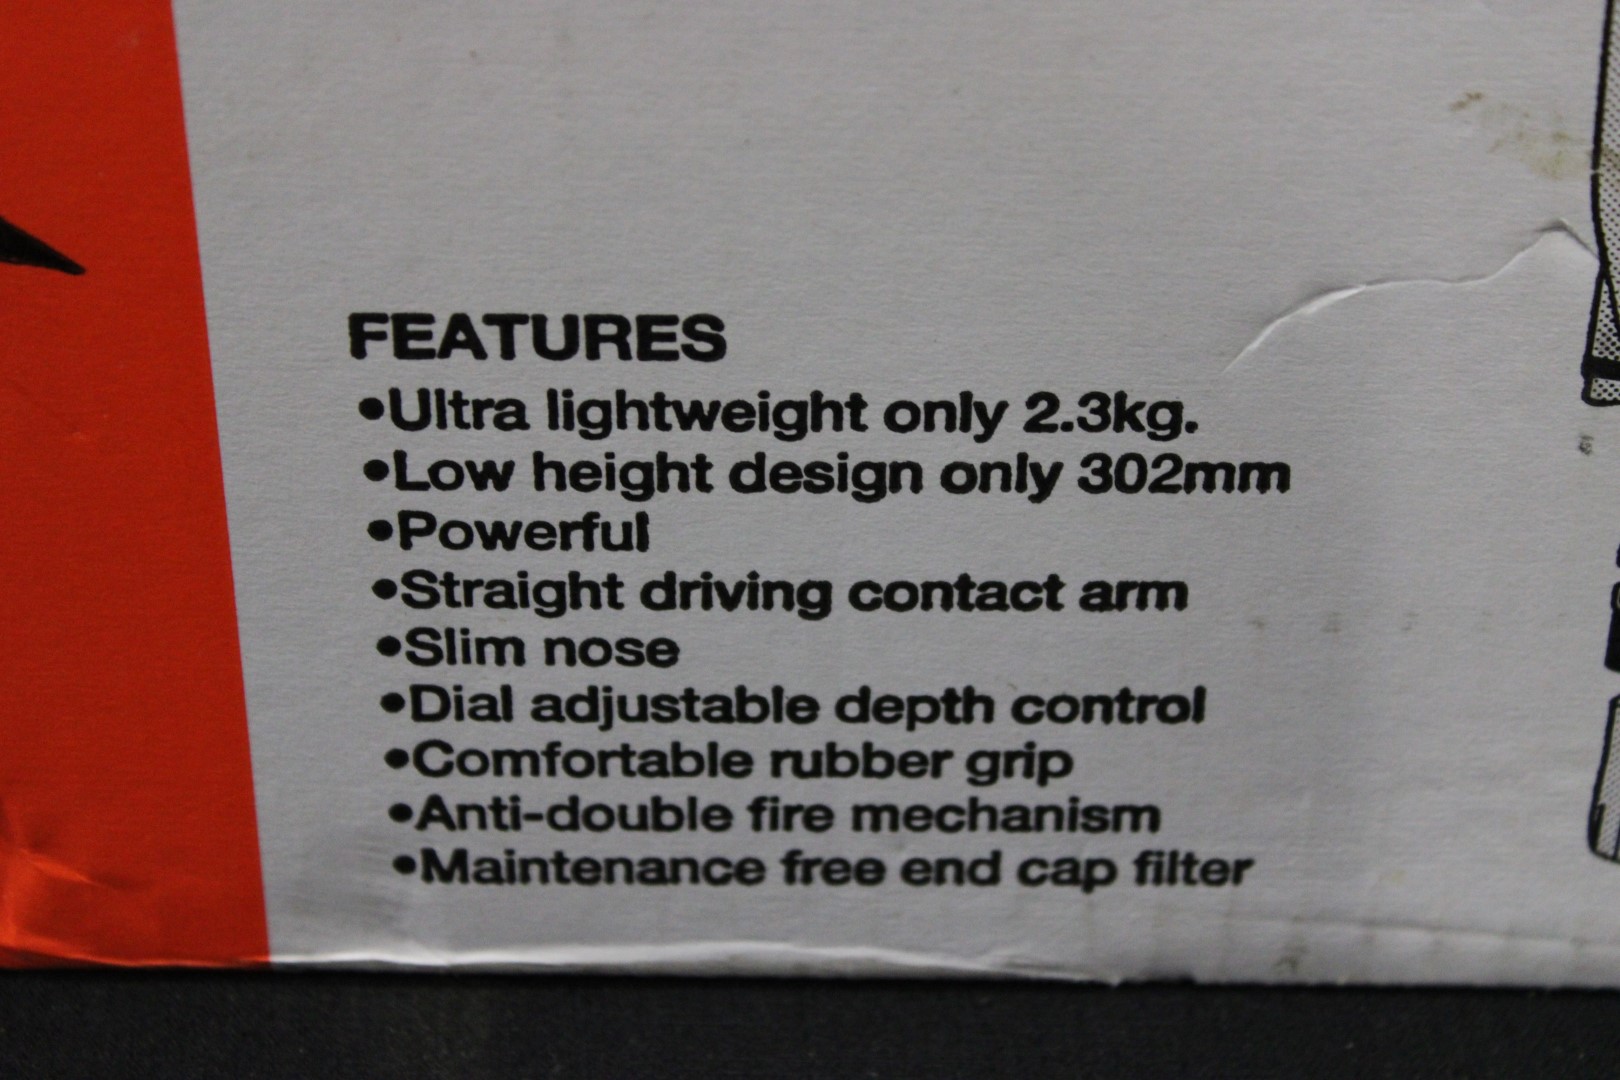 FEATURES
•Ultra lightweight only 2.3kg.
•Low height design only 302mm
•Powerful
•Straight driving contact arm
•Slim nose
•Dial adjustable depth control
•Comfortable rubber grip
•Anti-double fire mechanism
•Maintenance free end cap filter